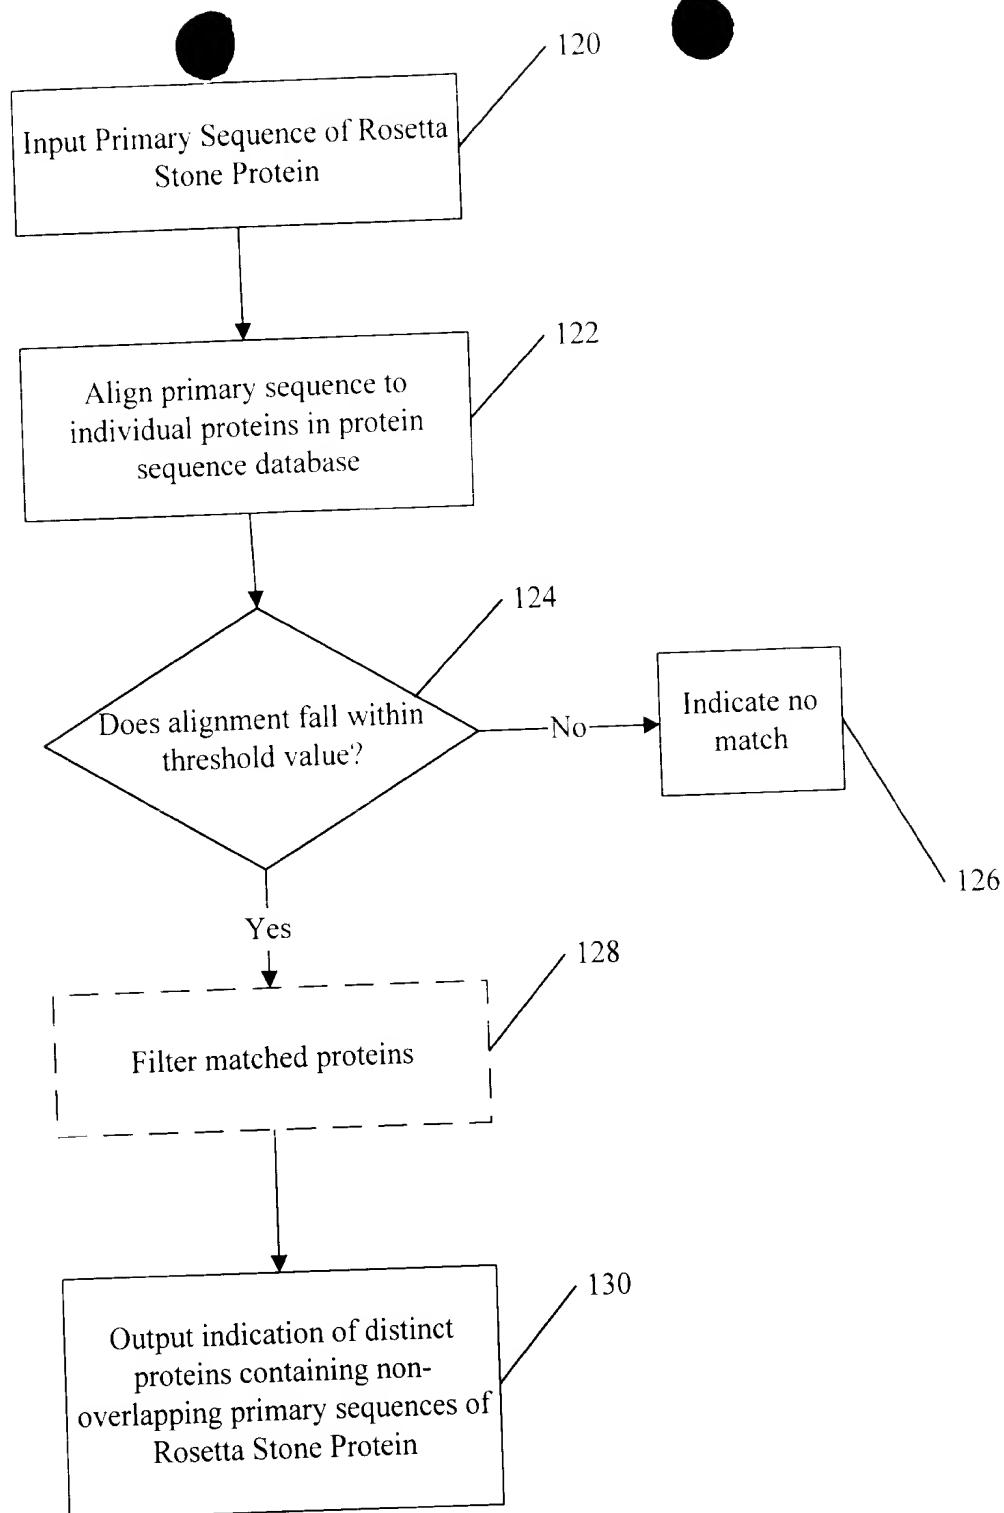 120
Input Primary Sequence of Rosetta
Stone Protein
122
Align primary sequence to
individual proteins in protein
sequence database
124
Does alignment fall within
threshold value?
No
Indicate no
match
126
Yes
128
Filter matched proteins
130
Output indication of distinct
proteins containing non-
overlapping primary sequences of
Rosetta Stone Protein